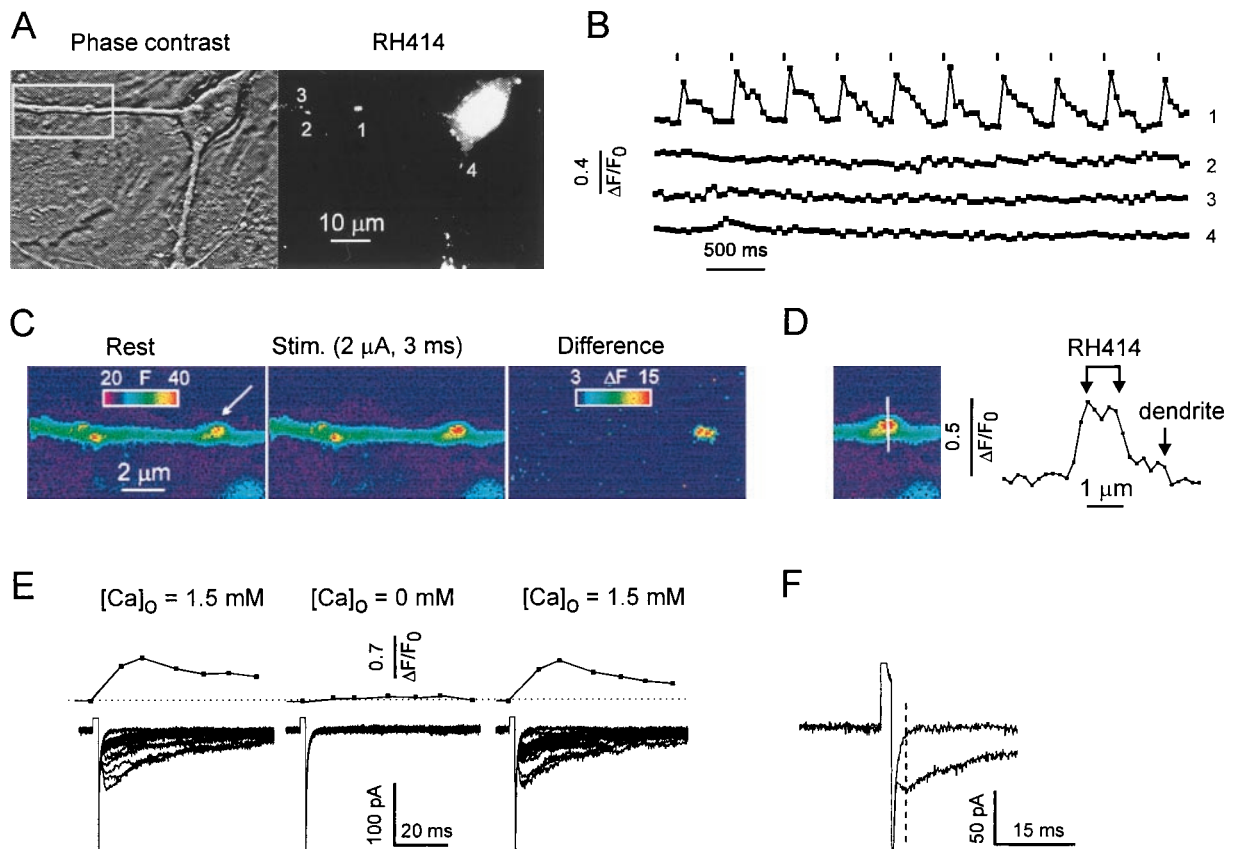 A
Phase contrast
RH414
3
2
1
4
10 μm
B
1
2
3
4
0.4
ΔF/F0
500 ms
C
Rest
Stim. (2 μA, 3 ms)
Difference
20 F 40
3 ΔF 15
2 μm
D
RH414
dendrite
0.5
ΔF/F0
1 μm
E
[Ca]o = 1.5 mM
[Ca]o = 0 mM
[Ca]o = 1.5 mM
0.7
ΔF/F0
100 pA
20 ms
F
50 pA
15 ms